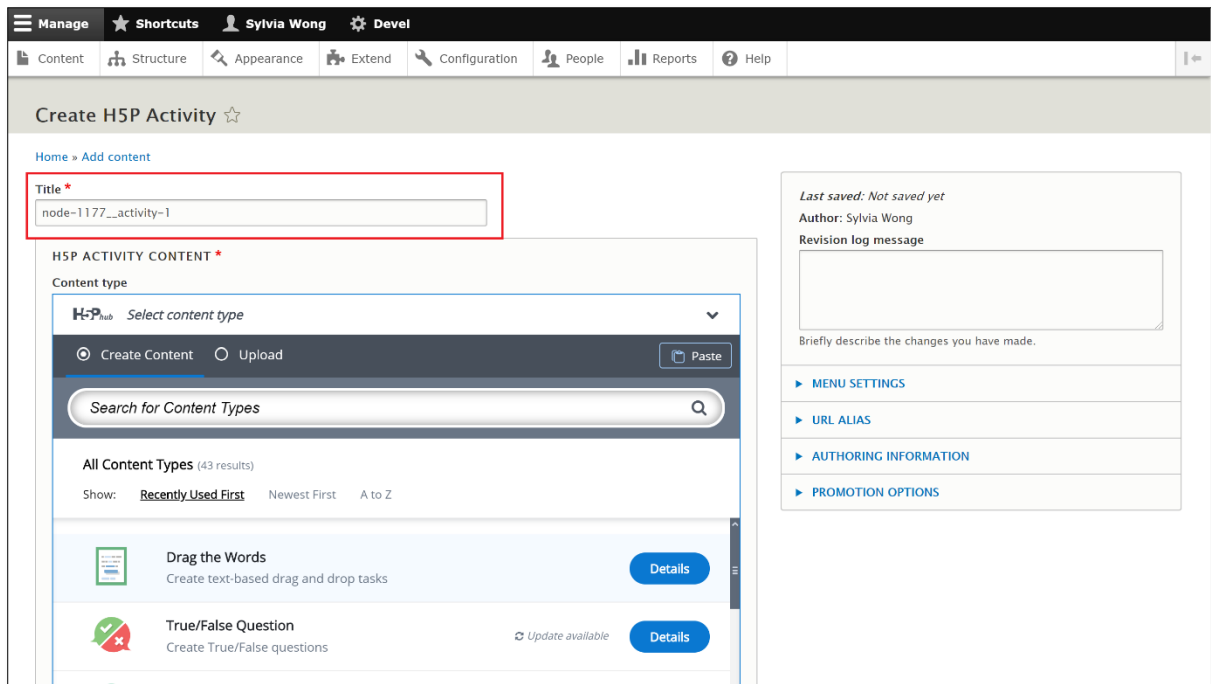 Manage Shortcuts Sylvia Wong Devel
Content Structure Appearance Extend Configuration People Reports Help
Create H5P Activity
Home » Add content
Title *
node-1177__activity-1
H5P ACTIVITY CONTENT *
Content type
H5P hub Select content type
Create Content Upload Paste
Search for Content Types
All Content Types (43 results)
Show: Recently Used First Newest First A to Z
Drag the Words
Create text-based drag and drop tasks
Details
True/False Question
Create True/False questions
Update available
Details
Last saved: Not saved yet
Author: Sylvia Wong
Revision log message
Briefly describe the changes you have made.
MENU SETTINGS
URL ALIAS
AUTHORING INFORMATION
PROMOTION OPTIONS